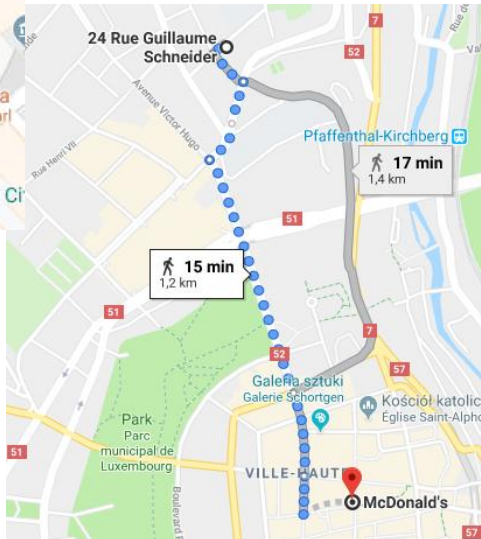 24 Rue Guillaume
Schneider
52
7
Avenue Victor Hugo
Pfaffenthal-Kirchberg
Rue Henri VII
17 min
1,4 km
51
15 min
1,2 km
51
7
52
57
Galeria sztuki
Galerie Schortgen
Kościół katolic
Église Saint-Alpho
Park
Parc
municipal de
Luxembourg
51
VILLE-HAUTE
McDonald's
57